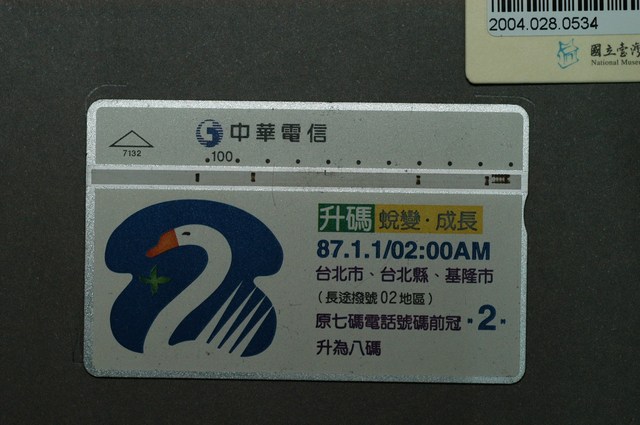 2004.028.0534
國立臺灣
National Muse
中華電信
7132
100
升碼 蛻變·成長
87.1.1/02:00AM
台北市、台北縣、基隆市
(長途撥號02地區)
原七碼電話號碼前冠·2·
升為八碼